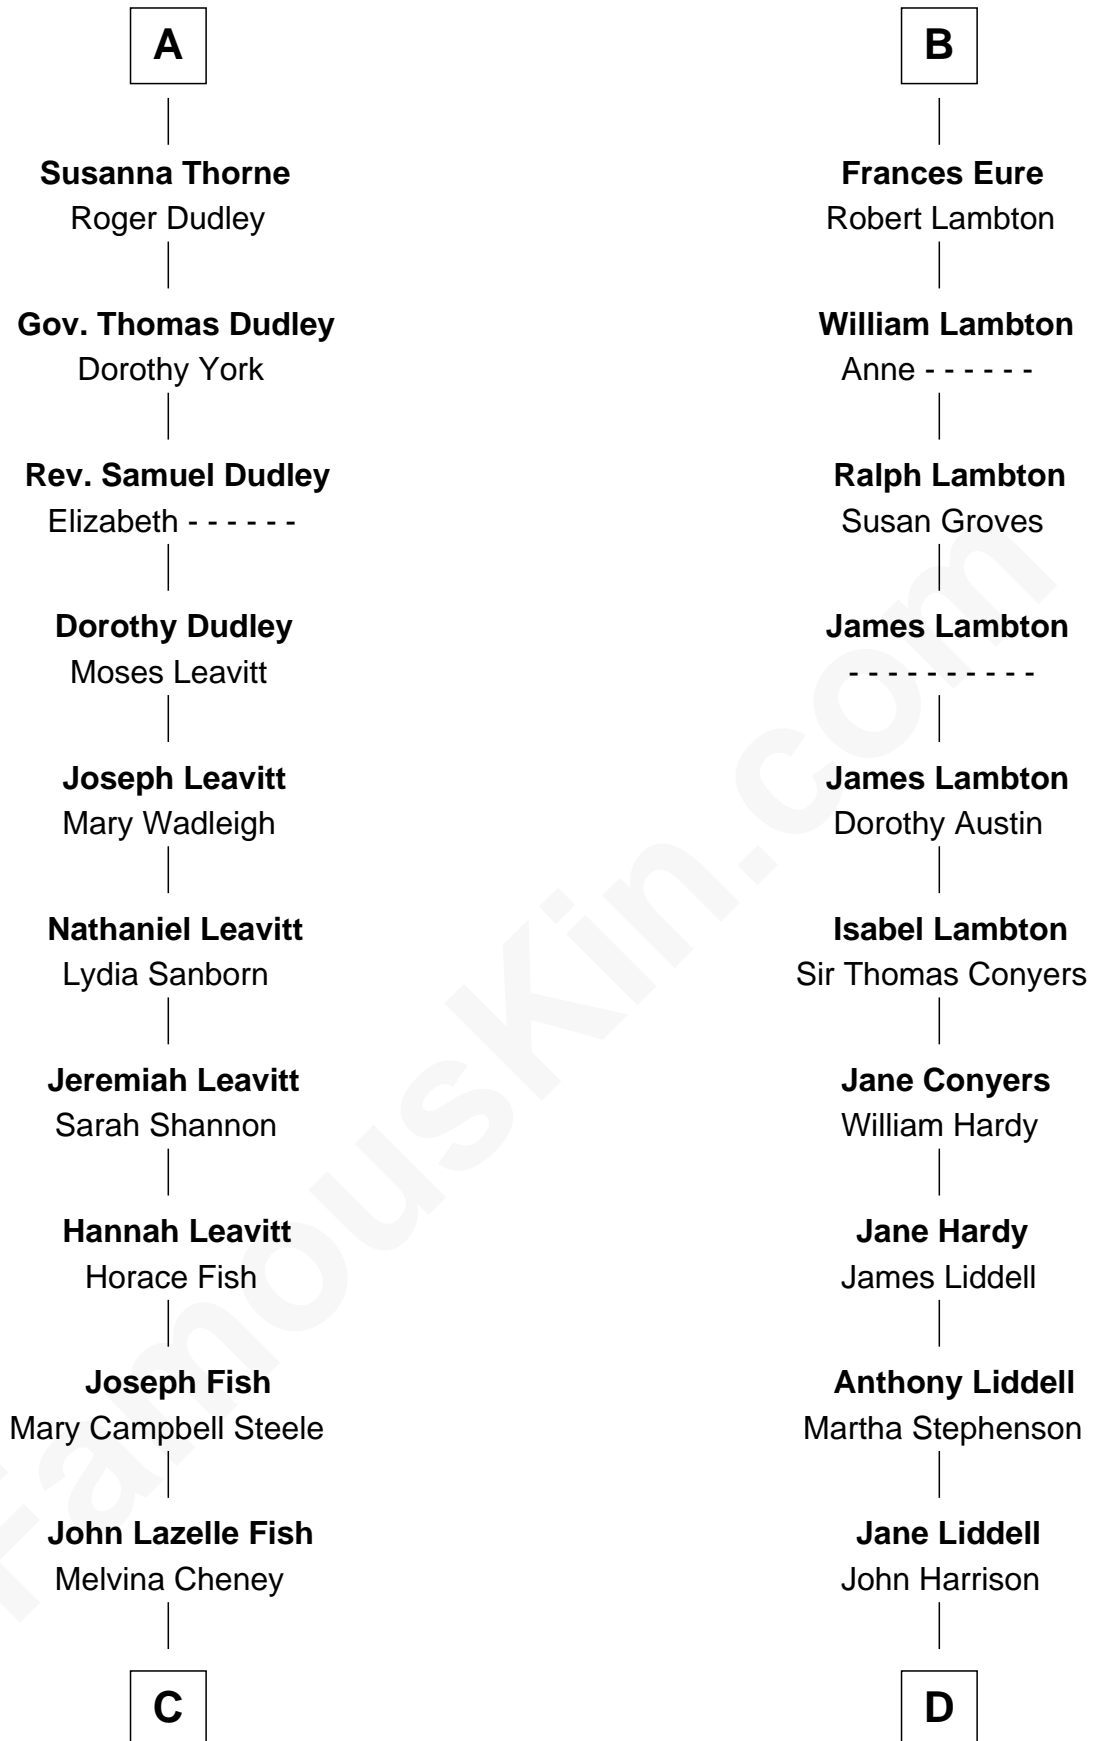 A
Susanna Thorne
Roger Dudley
Gov. Thomas Dudley
Dorothy York
Rev. Samuel Dudley
Elizabeth - - - - - -
Dorothy Dudley
Moses Leavitt
Joseph Leavitt
Mary Wadleigh
Nathaniel Leavitt
Lydia Sanborn
Jeremiah Leavitt
Sarah Shannon
Hannah Leavitt
Horace Fish
Joseph Fish
Mary Campbell Steele
John Lazelle Fish
Melvina Cheney
C
B
Frances Eure
Robert Lambton
William Lambton
Anne - - - - - -
Ralph Lambton
Susan Groves
James Lambton
- - - - - - - - - -
James Lambton
Dorothy Austin
Isabel Lambton
Sir Thomas Conyers
Jane Conyers
William Hardy
Jane Hardy
James Liddell
Anthony Liddell
Martha Stephenson
Jane Liddell
John Harrison
D
FamousKin.com